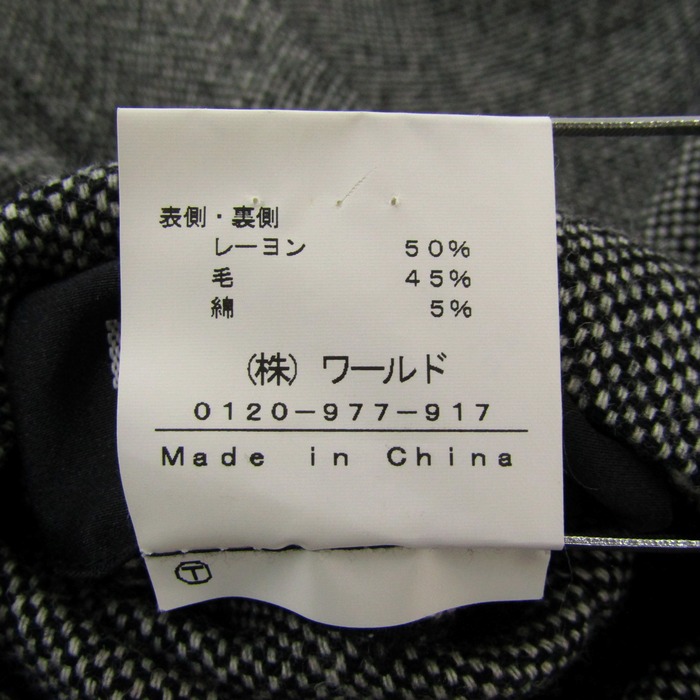 表側・裏側
レーヨン 50%
毛 45%
綿 5%
(株) ワールド
0120-977-917
Made in China
Ⓣ